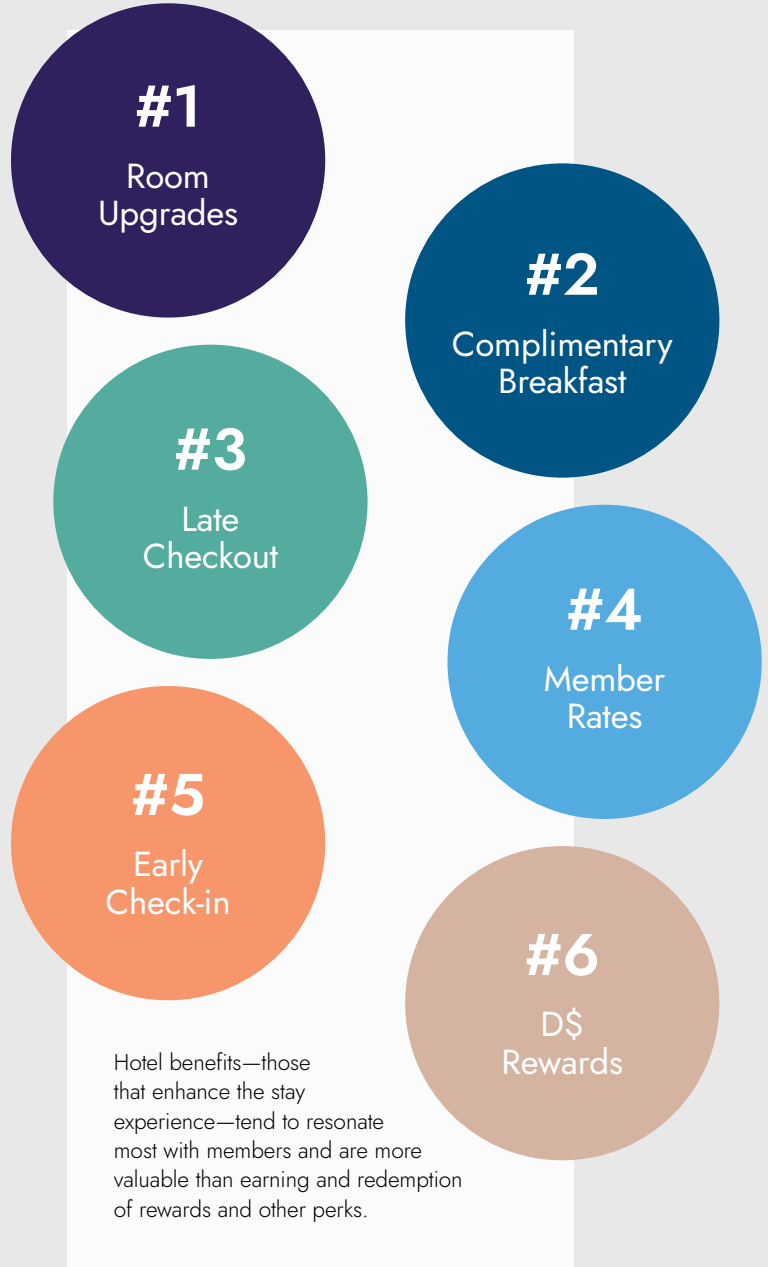 #1
Room
Upgrades
#2
Complimentary
Breakfast
#3
Late
Checkout
#4
Member
Rates
#5
Early
Check-in
#6
D$
Rewards
Hotel benefits—those
that enhance the stay
experience—tend to resonate
most with members and are more
valuable than earning and redemption
of rewards and other perks.